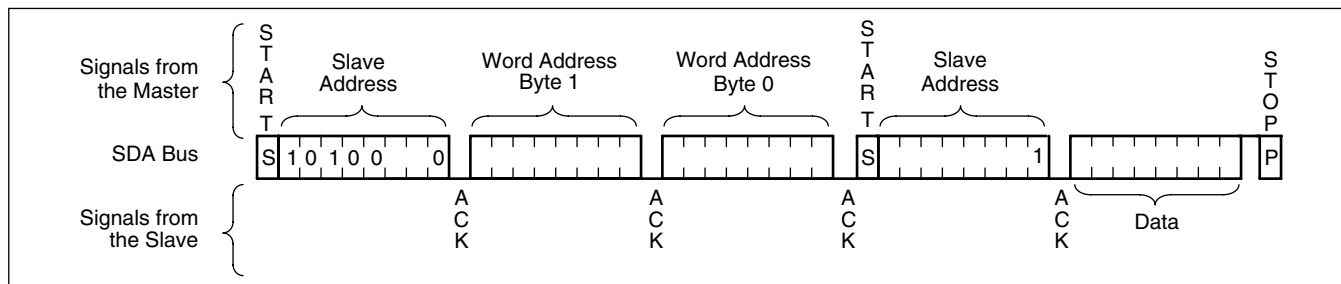 START
START
STOP
Signals from
the Master
Slave
Address
Word Address
Byte 1
Word Address
Byte 0
Slave
Address
SDA Bus
S 1 0 1 0 0 0
S 1
P
Signals from
the Slave
ACK
ACK
ACK
ACK
Data